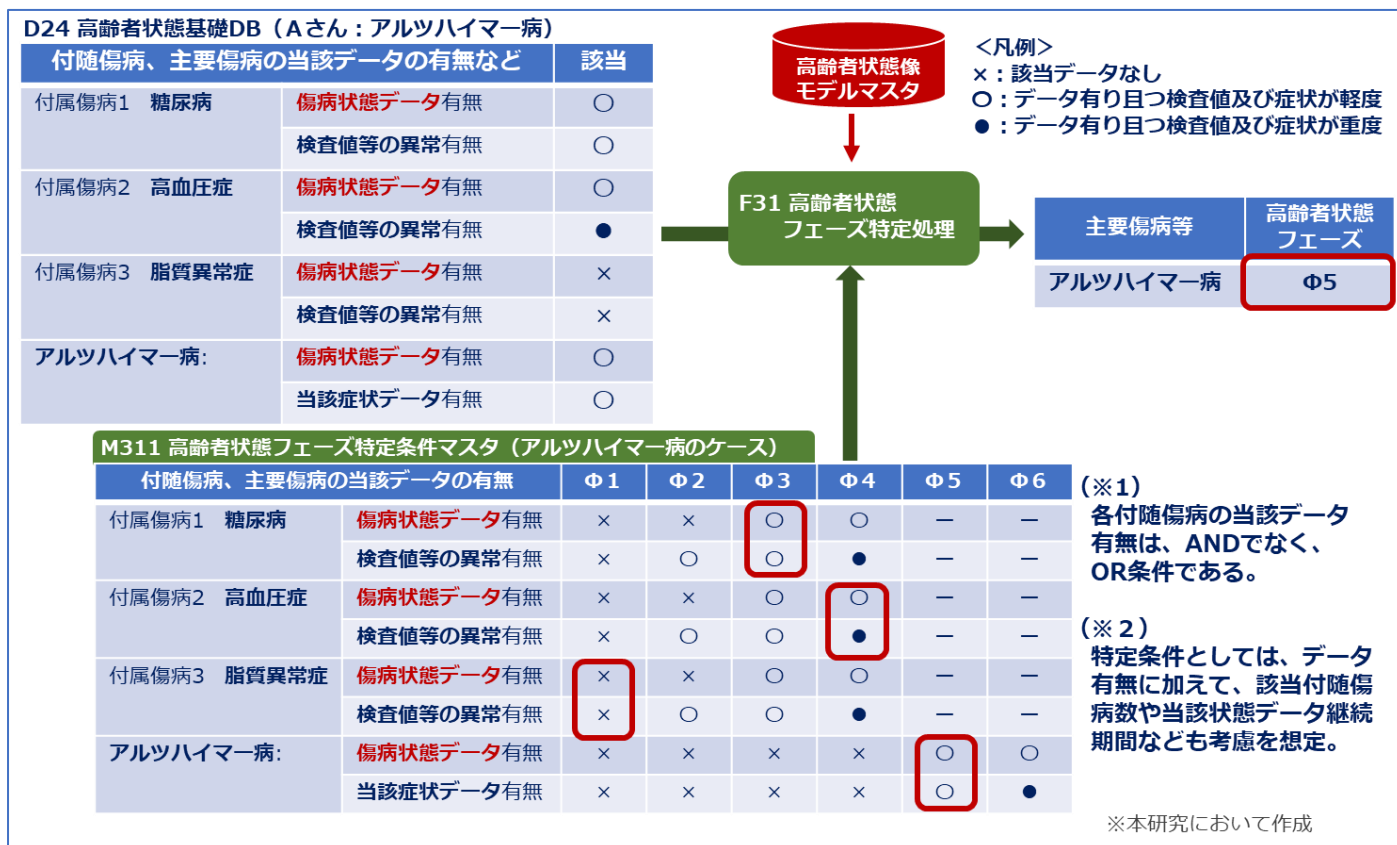 D24 高齢者状態基礎DB（Aさん：アルツハイマー病）
付随傷病、主要傷病の当該データの有無など 該当
付属傷病1 糖尿病 傷病状態データ有無 〇
検査値等の異常有無 〇
付属傷病2 高血圧症 傷病状態データ有無 〇
検査値等の異常有無 ●
付属傷病3 脂質異常症 傷病状態データ有無 ×
検査値等の異常有無 ×
アルツハイマー病: 傷病状態データ有無 〇
当該症状データ有無 〇
高齢者状態像
モデルマスタ
＜凡例＞
×：該当データなし
〇：データ有り且つ検査値及び症状が軽度
●：データ有り且つ検査値及び症状が重度
F31 高齢者状態
フェーズ特定処理
主要傷病等 高齢者状態
フェーズ
アルツハイマー病 Φ5
M311 高齢者状態フェーズ特定条件マスタ（アルツハイマー病のケース）
付随傷病、主要傷病の当該データの有無 Φ1 Φ2 Φ3 Φ4 Φ5 Φ6
付属傷病1 糖尿病 傷病状態データ有無 × × 〇 〇 － －
検査値等の異常有無 × 〇 〇 ● － －
付属傷病2 高血圧症 傷病状態データ有無 × × 〇 〇 － －
検査値等の異常有無 × 〇 〇 ● － －
付属傷病3 脂質異常症 傷病状態データ有無 × × 〇 〇 － －
検査値等の異常有無 × 〇 〇 ● － －
アルツハイマー病: 傷病状態データ有無 × × × × 〇 〇
当該症状データ有無 × × × × 〇 ●
（※1）
各付随傷病の当該データ
有無は、ANDでなく、
OR条件である。
（※２）
特定条件としては、データ
有無に加えて、該当付随傷
病数や当該状態データ継続
期間なども考慮を想定。
※本研究において作成